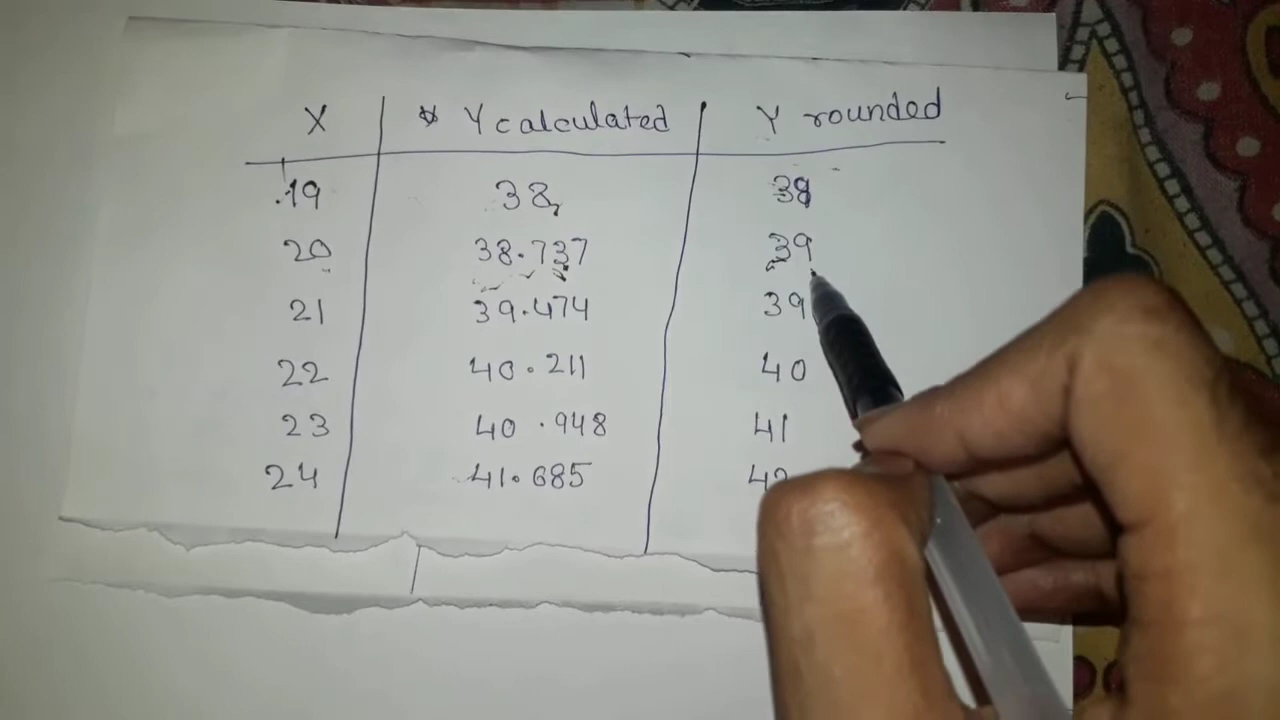 X Y calculated Y rounded
19 38 38
20 38.737 39
21 39.474 39
22 40.211 40
23 40.948 41
24 41.685 42